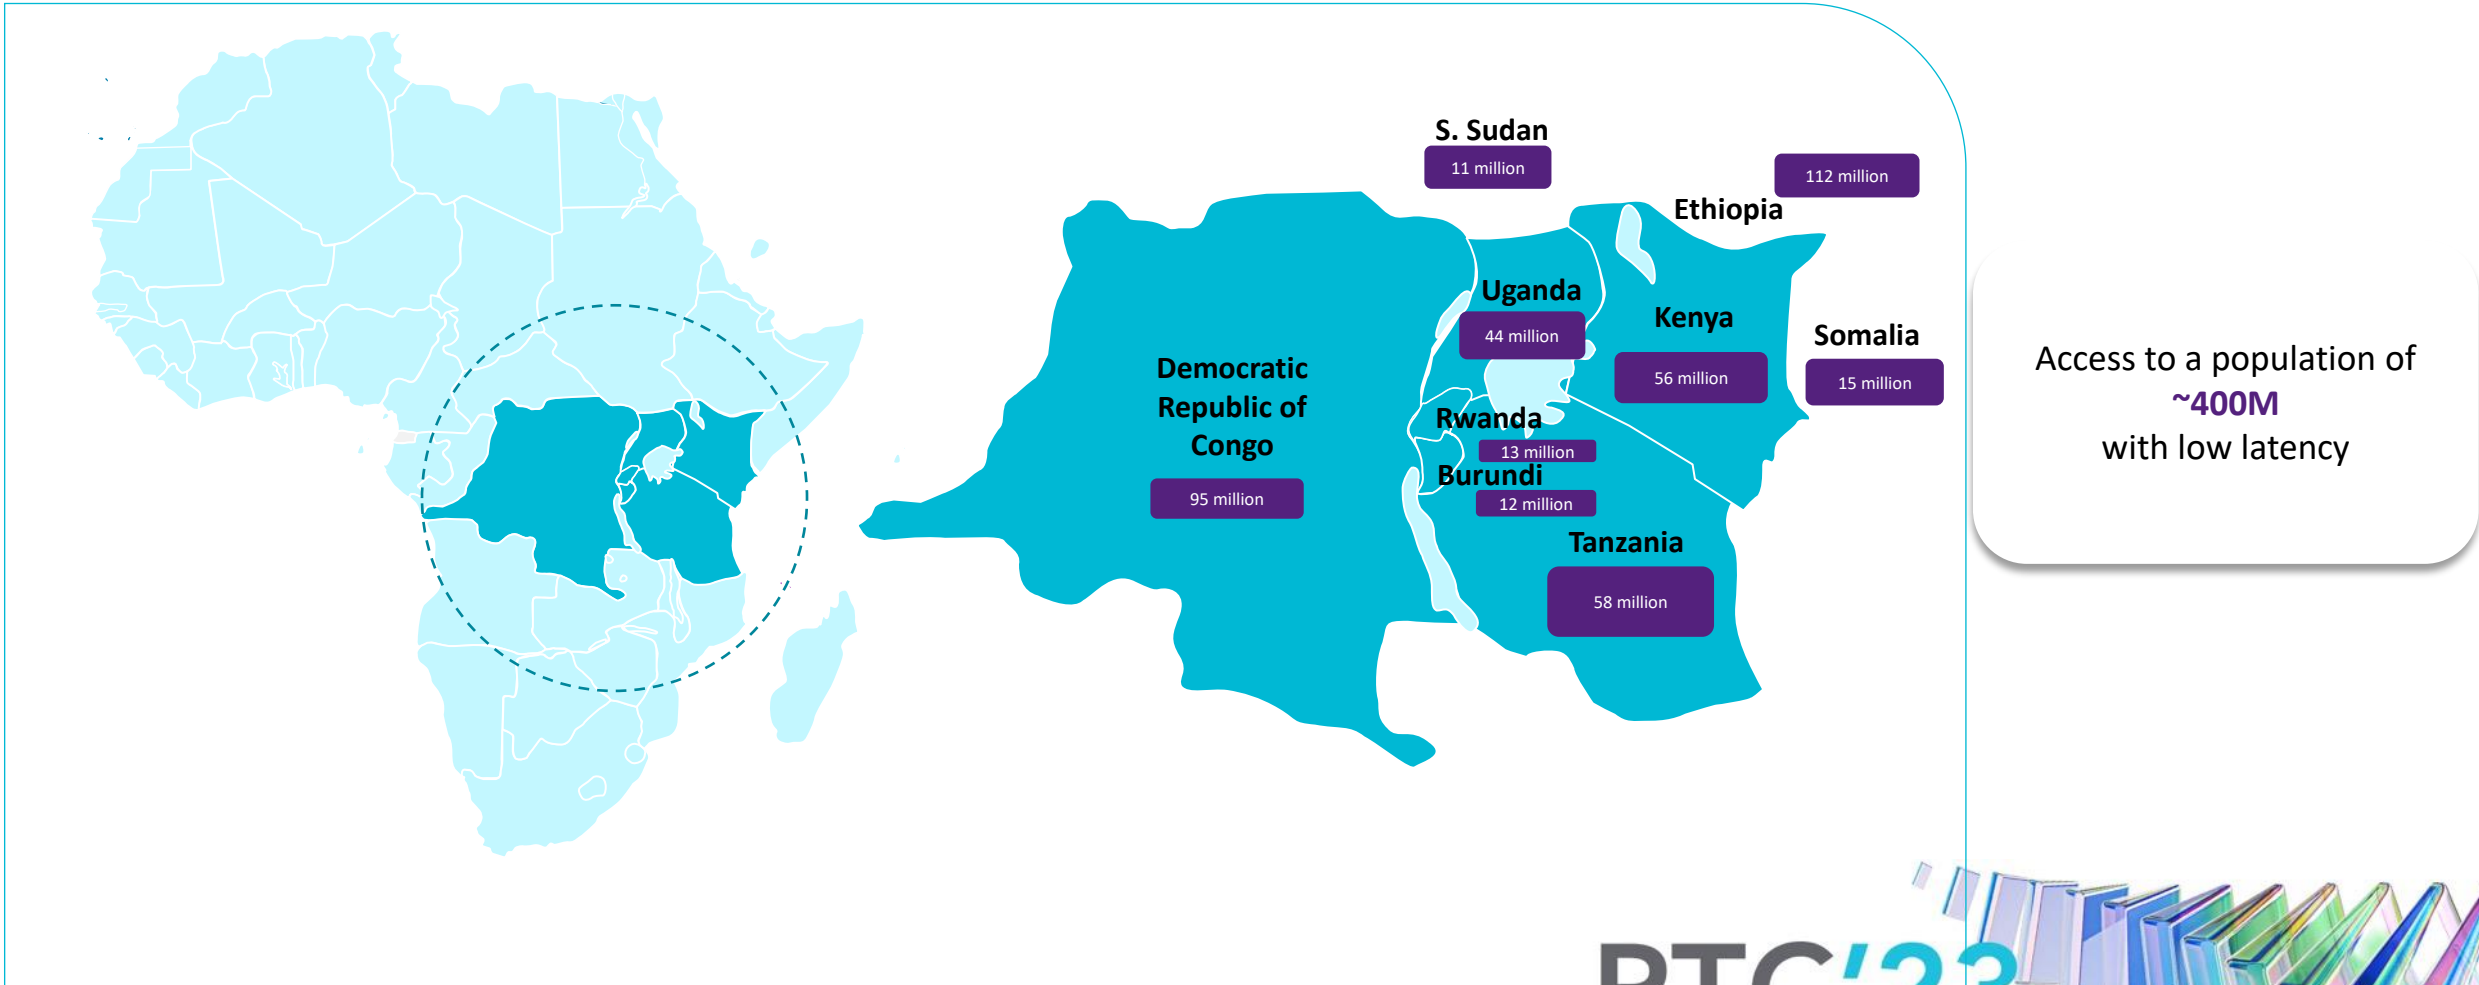 S. Sudan
11 million
112 million
Ethiopia
Uganda
44 million
Kenya
56 million
Somalia
15 million
Democratic
Republic of
Congo
95 million
Rwanda
13 million
Burundi
12 million
Tanzania
58 million
Access to a population of
~400M
with low latency
PTC'23